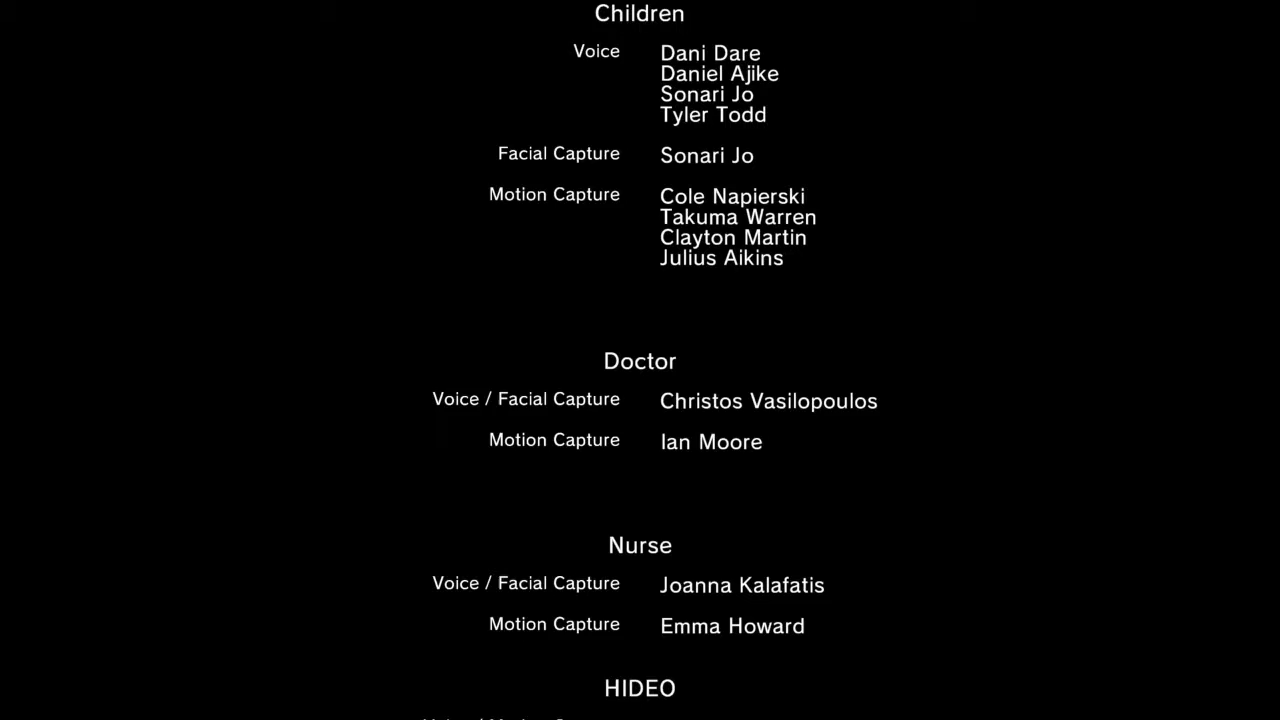 Children
Voice Dani Dare
Daniel Ajike
Sonari Jo
Tyler Todd
Facial Capture Sonari Jo
Motion Capture Cole Napierski
Takuma Warren
Clayton Martin
Julius Aikins
Doctor
Voice / Facial Capture Christos Vasilopoulos
Motion Capture Ian Moore
Nurse
Voice / Facial Capture Joanna Kalafatis
Motion Capture Emma Howard
HIDEO